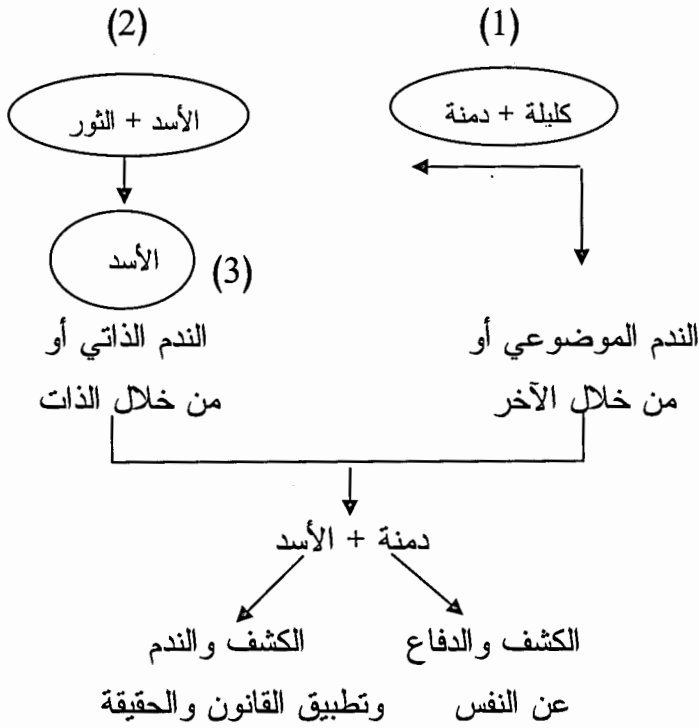 (1)
(2)
كليلة + دمنة
الأسد + الثور
الأسد
(3)
الندم الموضوعي أو
من خلال الآخر
الندم الذاتي أو
من خلال الذات
دمنة + الأسد
الكشف والدفاع
عن النفس
الكشف والندم
وتطبيق القانون والحقيقة